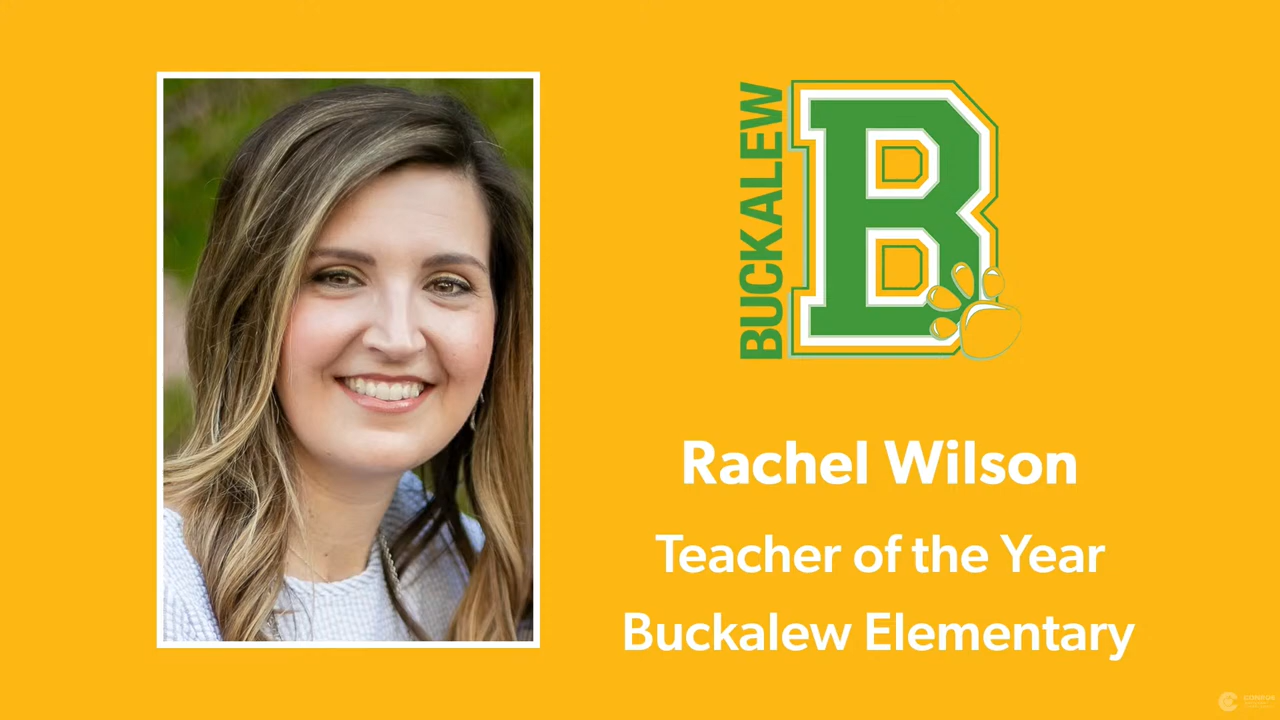 BUCKALEW
B
Rachel Wilson
Teacher of the Year
Buckalew Elementary